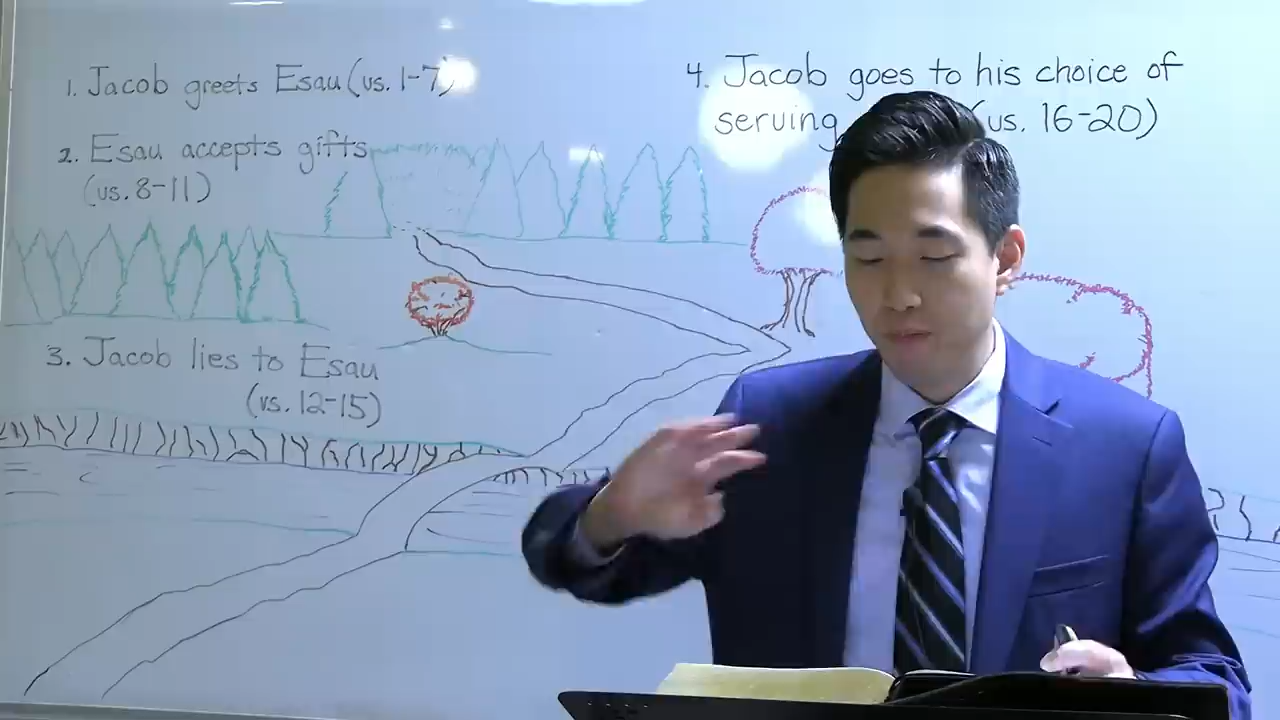 1. Jacob greets Esau (vs. 1-7)
2. Esau accepts gifts
(vs. 8-11)
3. Jacob lies to Esau
(vs. 12-15)
4. Jacob goes to his choice of
serving (vs. 16-20)